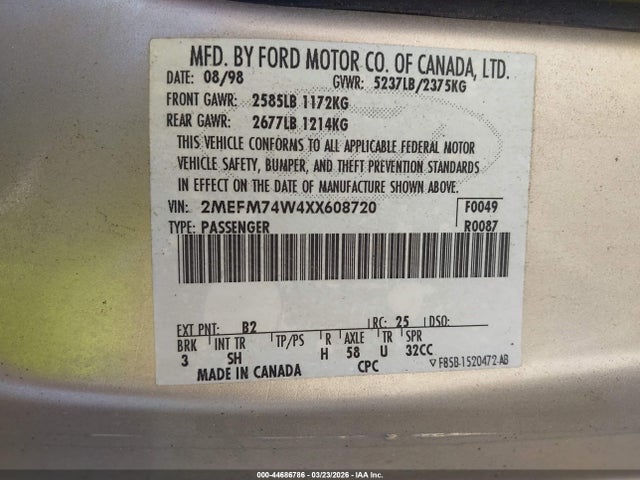 MFD. BY FORD MOTOR CO. OF CANADA, LTD.
DATE: 08/98 GVWR: 5237LB/2375KG
FRONT GAWR: 2585LB 1172KG
REAR GAWR: 2677LB 1214KG
THIS VEHICLE CONFORMS TO ALL APPLICABLE FEDERAL MOTOR
VEHICLE SAFETY, BUMPER, AND THEFT PREVENTION STANDARDS
IN EFFECT ON THE DATE OF MANUFACTURE SHOWN ABOVE.
VIN: 2MEFM74W4XX608720 F0049
TYPE: PASSENGER R0087
EXT PNT: B2 RC: 25 DSO:
BRK INT TR TP/PS R AXLE TR SPR
3 SH H 58 U 32CC
MADE IN CANADA CPC F85B-1520472-AB
000-44686786 | 03/23/2026 | IAA Inc.